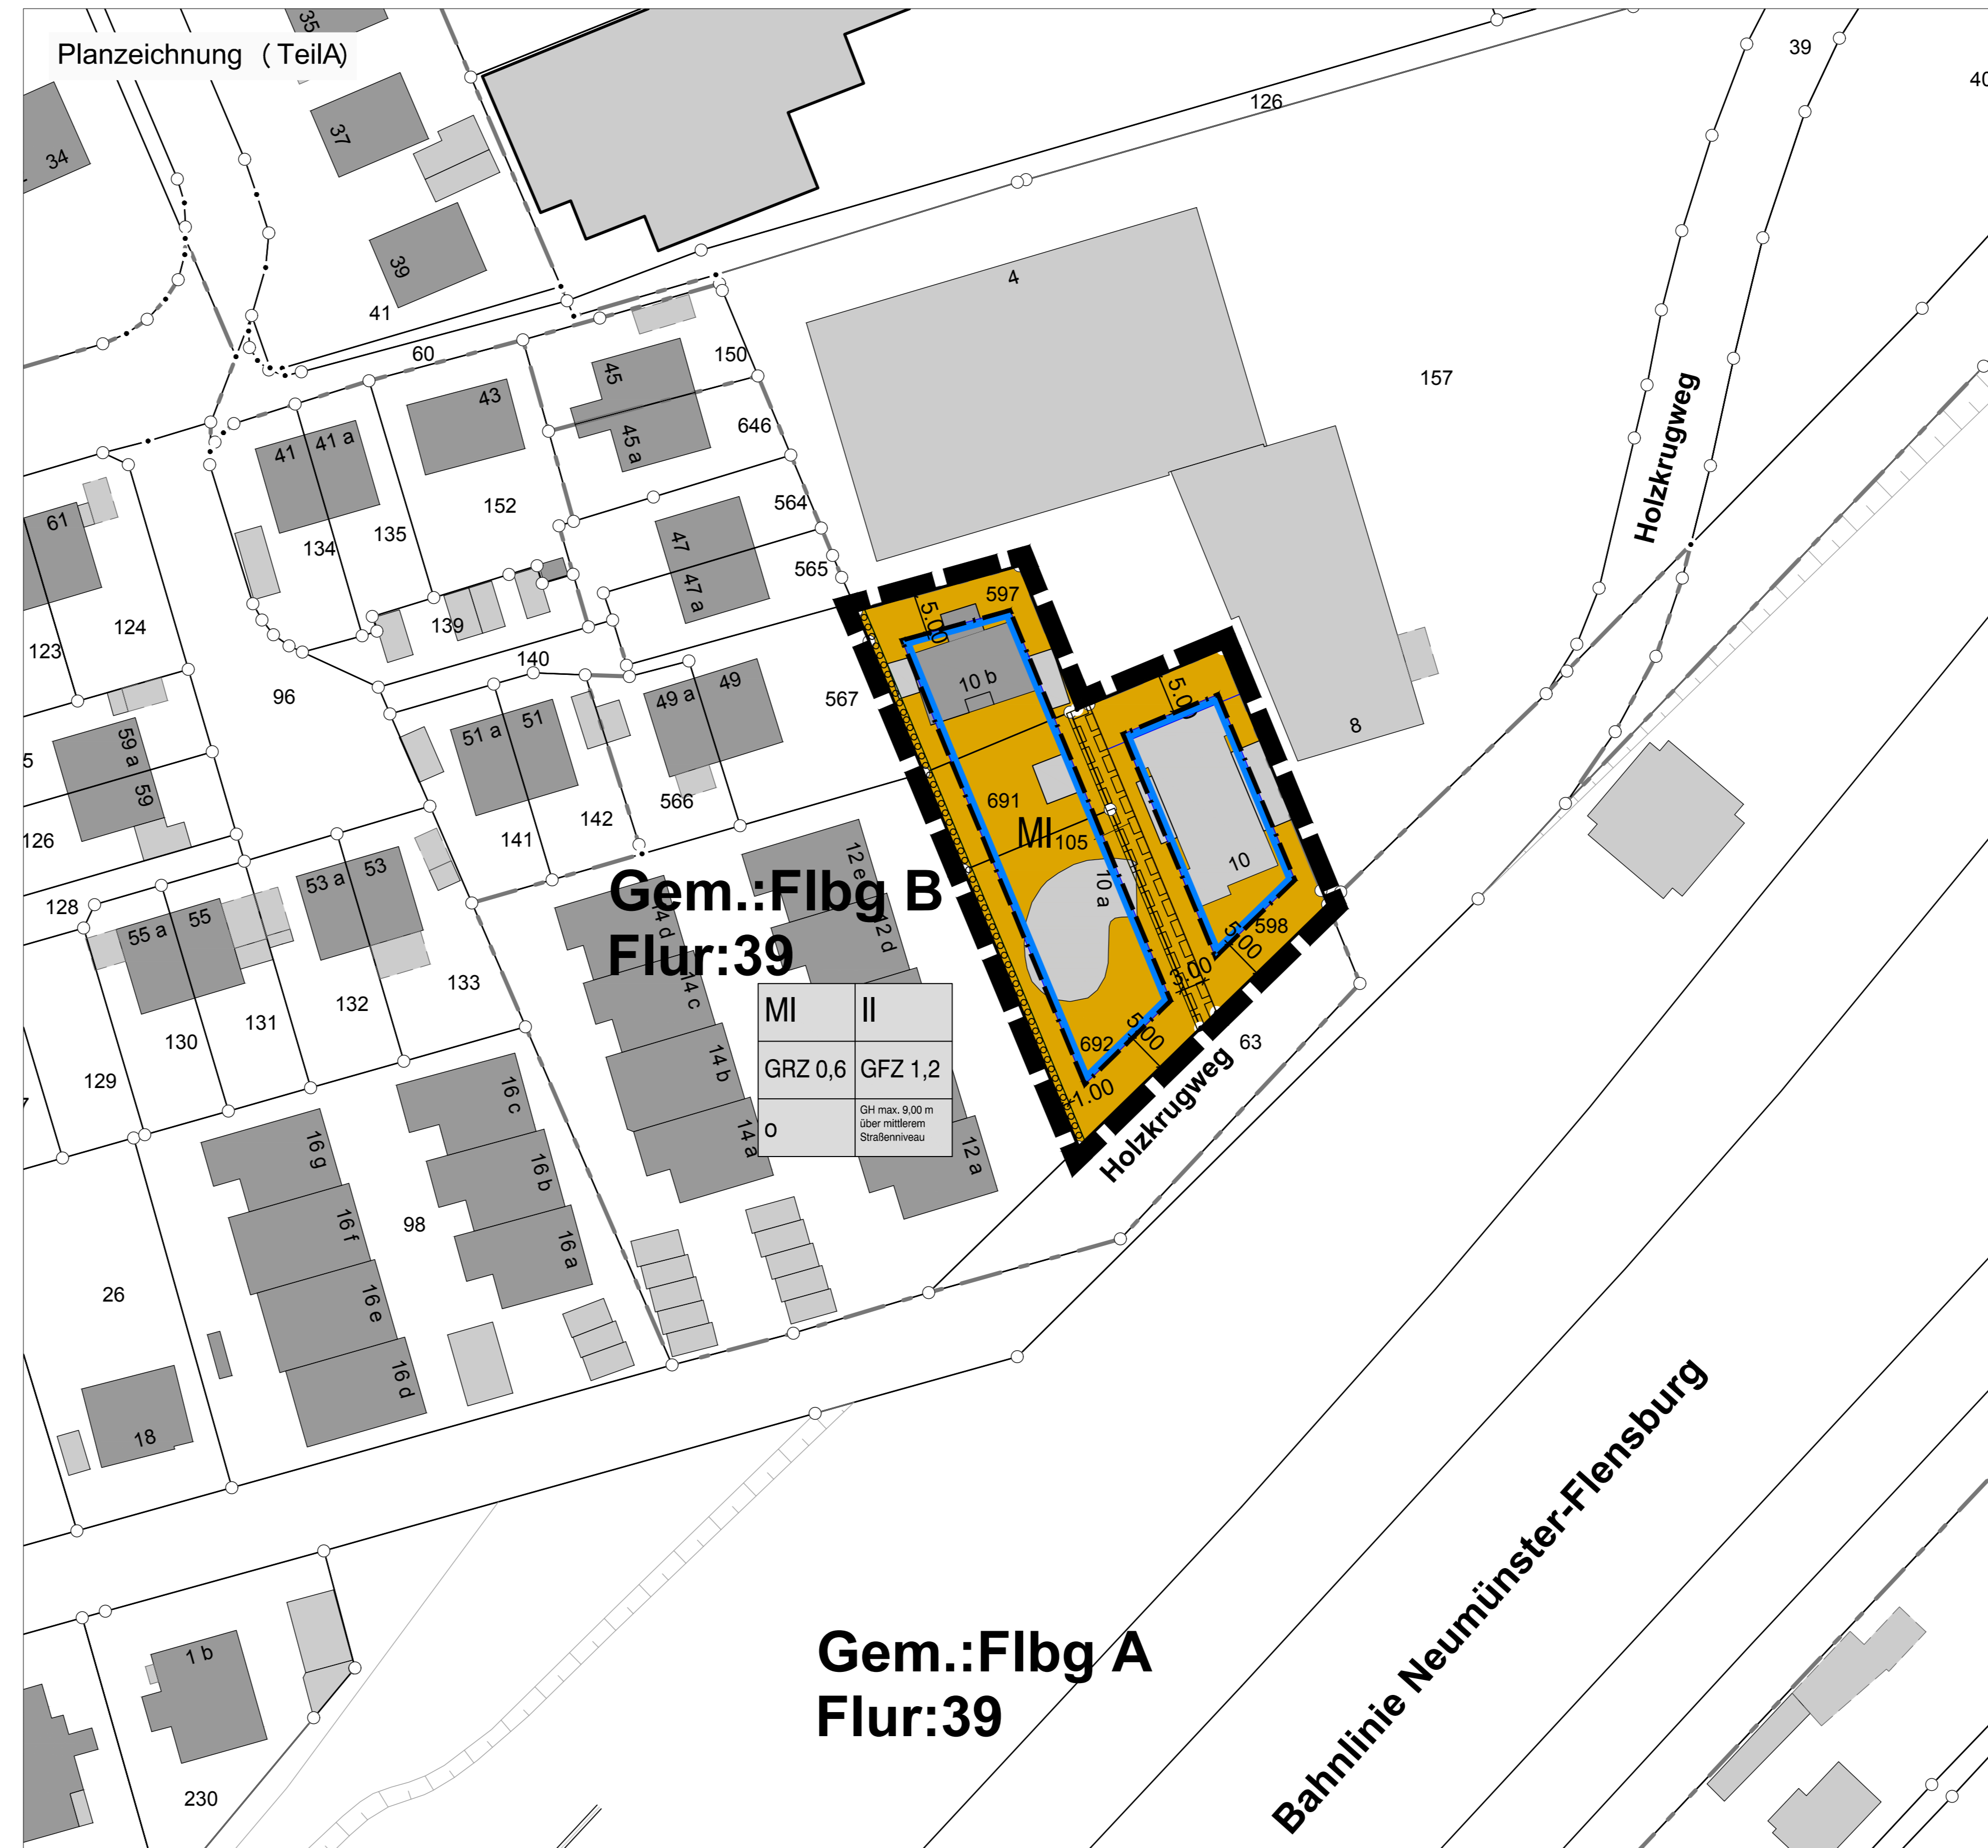 Planzeichnung ( TeilA)
35
39
34
37
126
39
4
41
60
150
157
45
43
45 a
646
Holzkrugweg
41
41 a
564
61
152
135
134
47
565
47 a
597
5.00
124
139
123
140
10 b
96
567
49 a
49
5.00
51 a
51
8
59 a
59
566
691
MI
105
142
141
126
10
53 a
53
12 e
10 a
128
Gem.:Flbg B
Flur:39
55 a
55
14 d
12 d
598
5.00
3.00
133
14 c
132
131
130
MI
II
GRZ 0,6
GFZ 1,2
o
GH max. 9,00 m
über mittlerem
Straßenniveau
5.00
692
63
129
14 b
16 c
1.00
Holzkrugweg
14 a
12 a
16 g
16 b
98
16 f
16 a
26
16 e
16 d
18
Bahnlinie Neumünster-Flensburg
1 b
Gem.:Flbg A
Flur:39
230